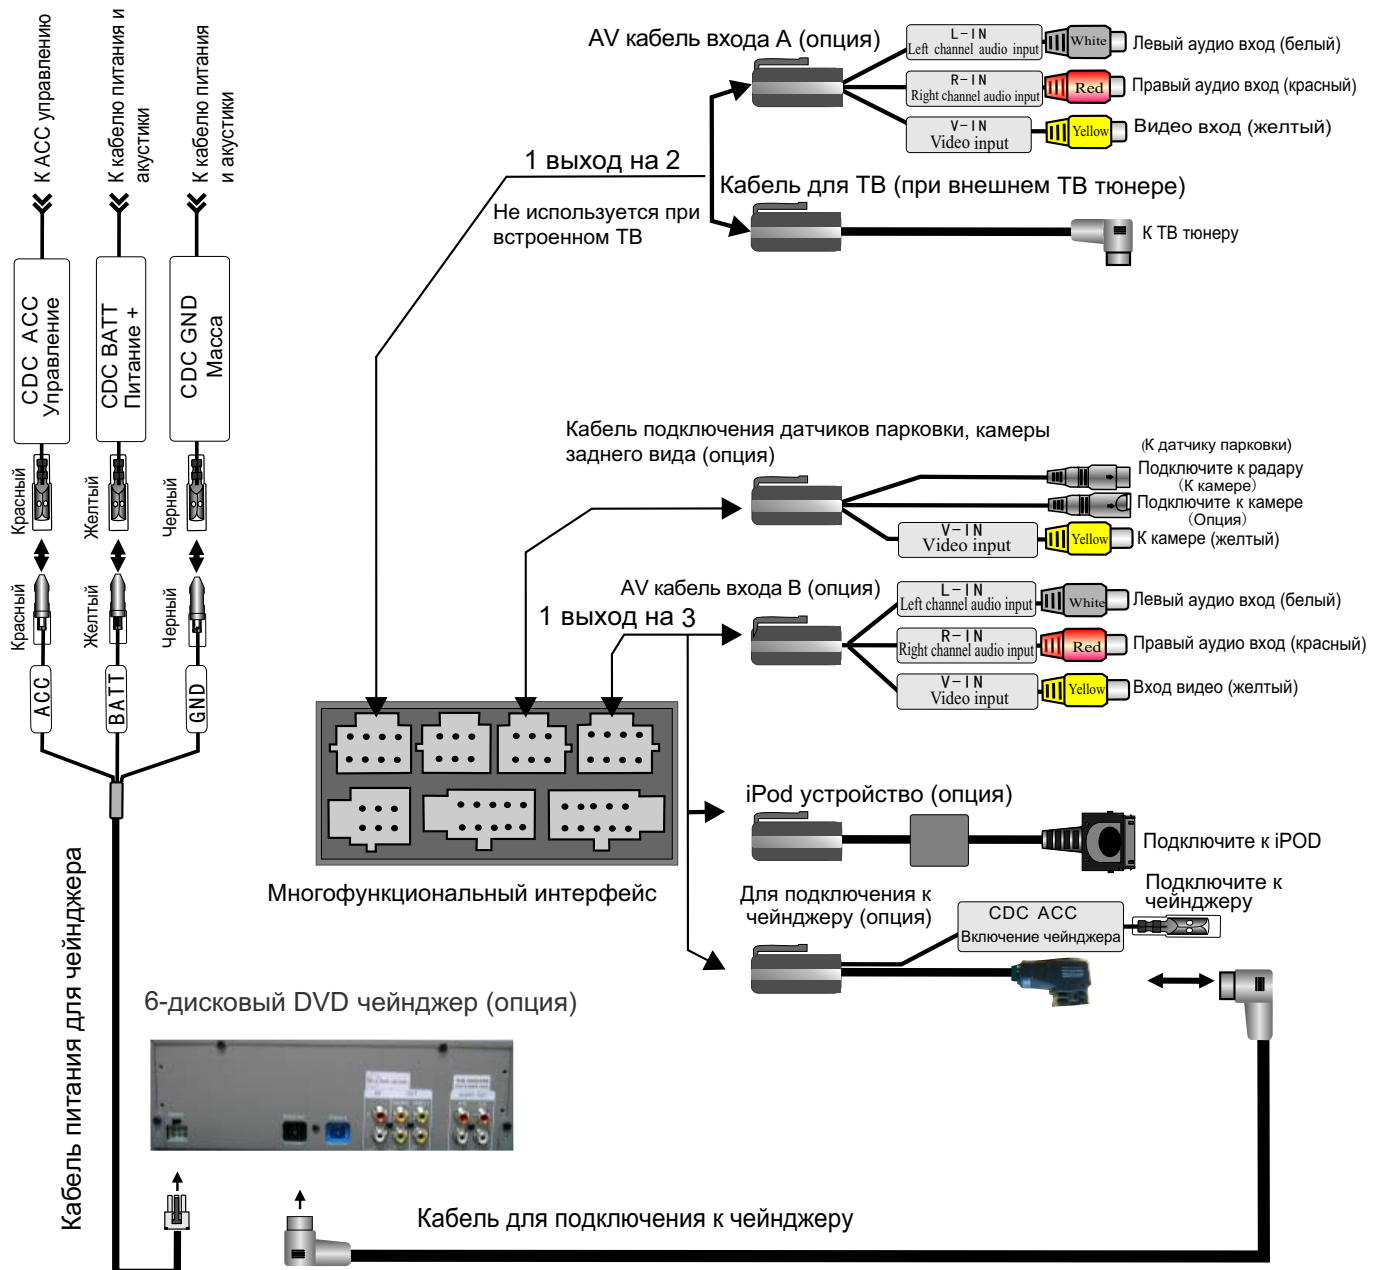 К АСС управлению
К кабелю питания и
акустики
К кабелю питания
и акустики
CDC ACC
Управление
CDC BATT
Питание +
CDC GND
Масса
Красный
Желтый
Черный
Красный
Желтый
Черный
ACC
BATT
GND
Кабель питания для чейнджера
AV кабель входа А (опция)
L-IN
Left channel audio input
White
Левый аудио вход (белый)
R-IN
Right channel audio input
Red
Правый аудио вход (красный)
V-IN
Video input
Yellow
Видео вход (желтый)
1 выход на 2
Кабель для ТВ (при внешнем ТВ тюнере)
Не используется при
встроенном ТВ
К ТВ тюнеру
Кабель подключения датчиков парковки, камеры
заднего вида (опция)
(К датчику парковки)
Подключите к радару
(К камере)
Подключите к камере
(Опция)
V-IN
Video input
Yellow
К камере (желтый)
AV кабель входа В (опция)
1 выход на 3
L-IN
Left channel audio input
White
Левый аудио вход (белый)
R-IN
Right channel audio input
Red
Правый аудио вход (красный)
V-IN
Video input
Yellow
Вход видео (желтый)
iPod устройство (опция)
Подключите к iPOD
Многофункциональный интерфейс
Для подключения к
чейнджеру (опция)
CDC ACC
Включение чейнджера
Подключите к
чейнджеру
6-дисковый DVD чейнджер (опция)
Кабель для подключения к чейнджеру